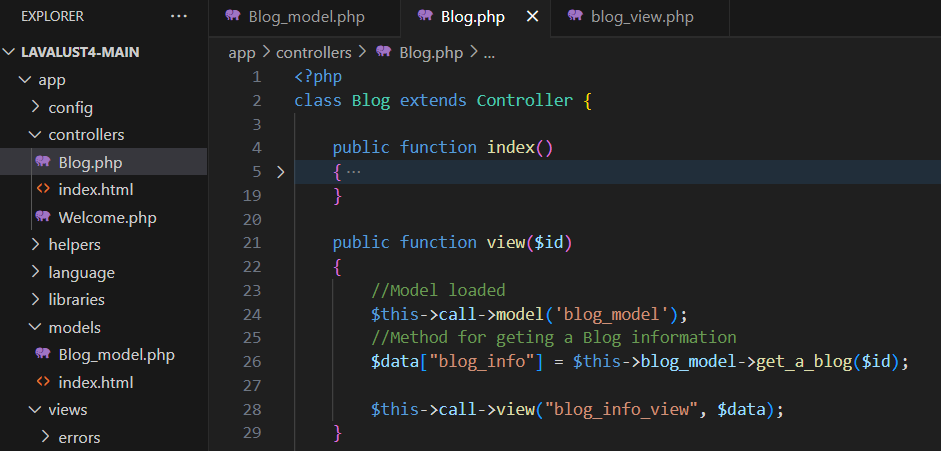 EXPLORER ···
LAVALUST4-MAIN
app
config
controllers
Blog.php
index.html
Welcome.php
helpers
language
libraries
models
Blog_model.php
index.html
views
errors
Blog_model.php Blog.php × blog_view.php
app > controllers > Blog.php > ...
1 <?php
2 class Blog extends Controller {
3
4 public function index()
5 > { ···
19 }
20
21 public function view($id)
22 {
23 //Model loaded
24 $this->call->model('blog_model');
25 //Method for geting a Blog information
26 $data["blog_info"] = $this->blog_model->get_a_blog($id);
27
28 $this->call->view("blog_info_view", $data);
29 }